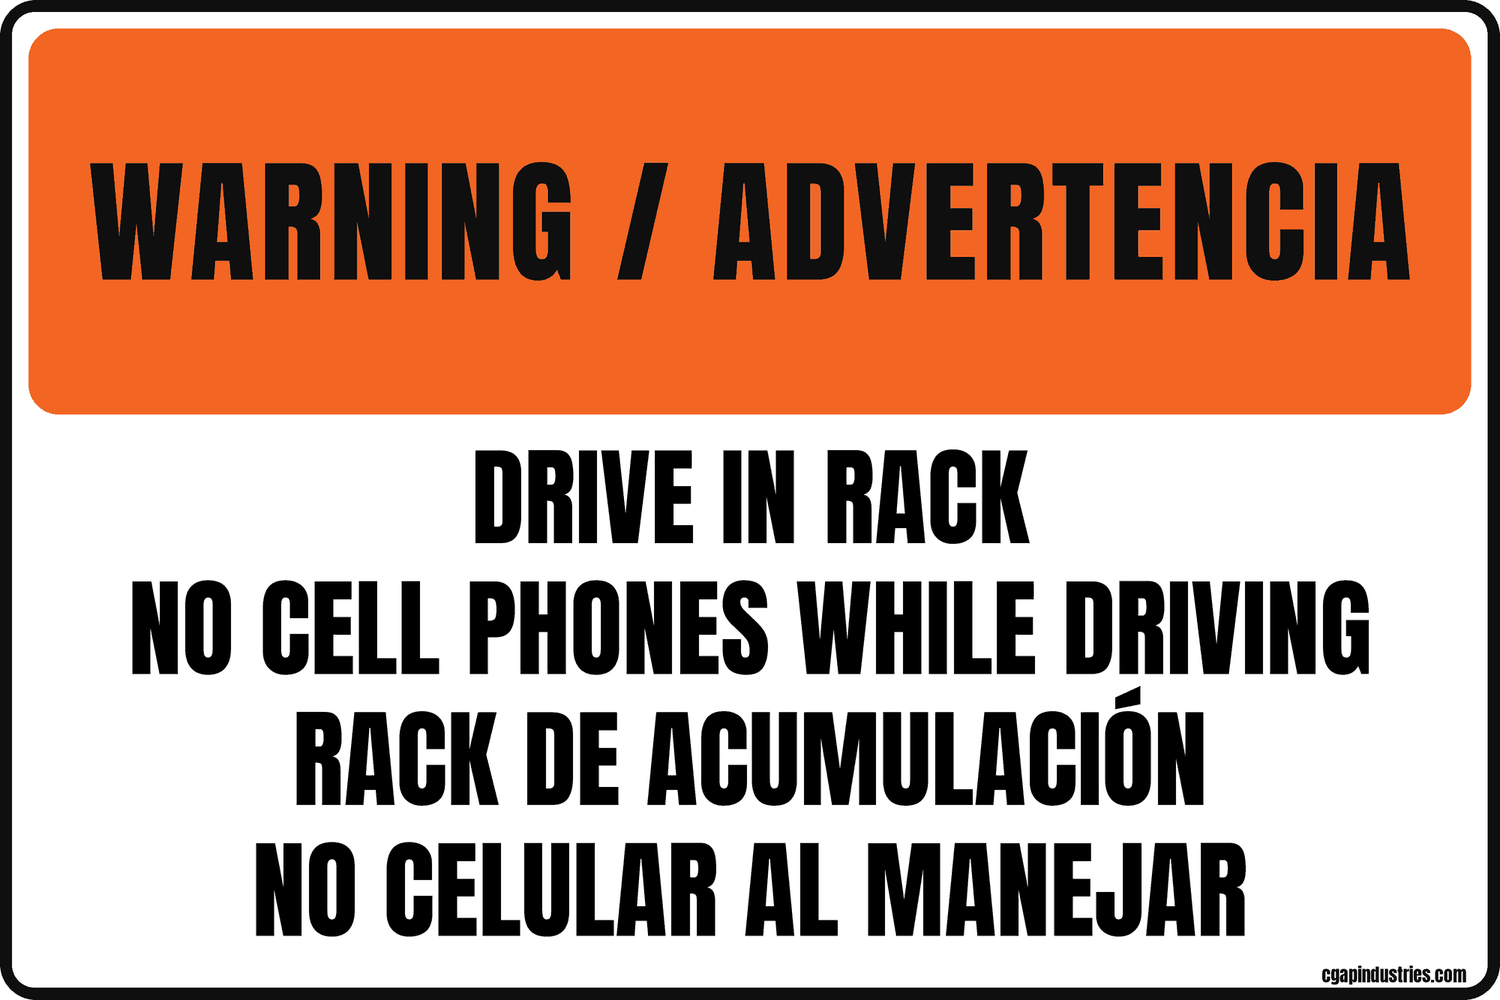 WARNING / ADVERTENCIA
DRIVE IN RACK
NO CELL PHONES WHILE DRIVING
RACK DE ACUMULACIÓN
NO CELULAR AL MANEJAR
cgapindustries.com